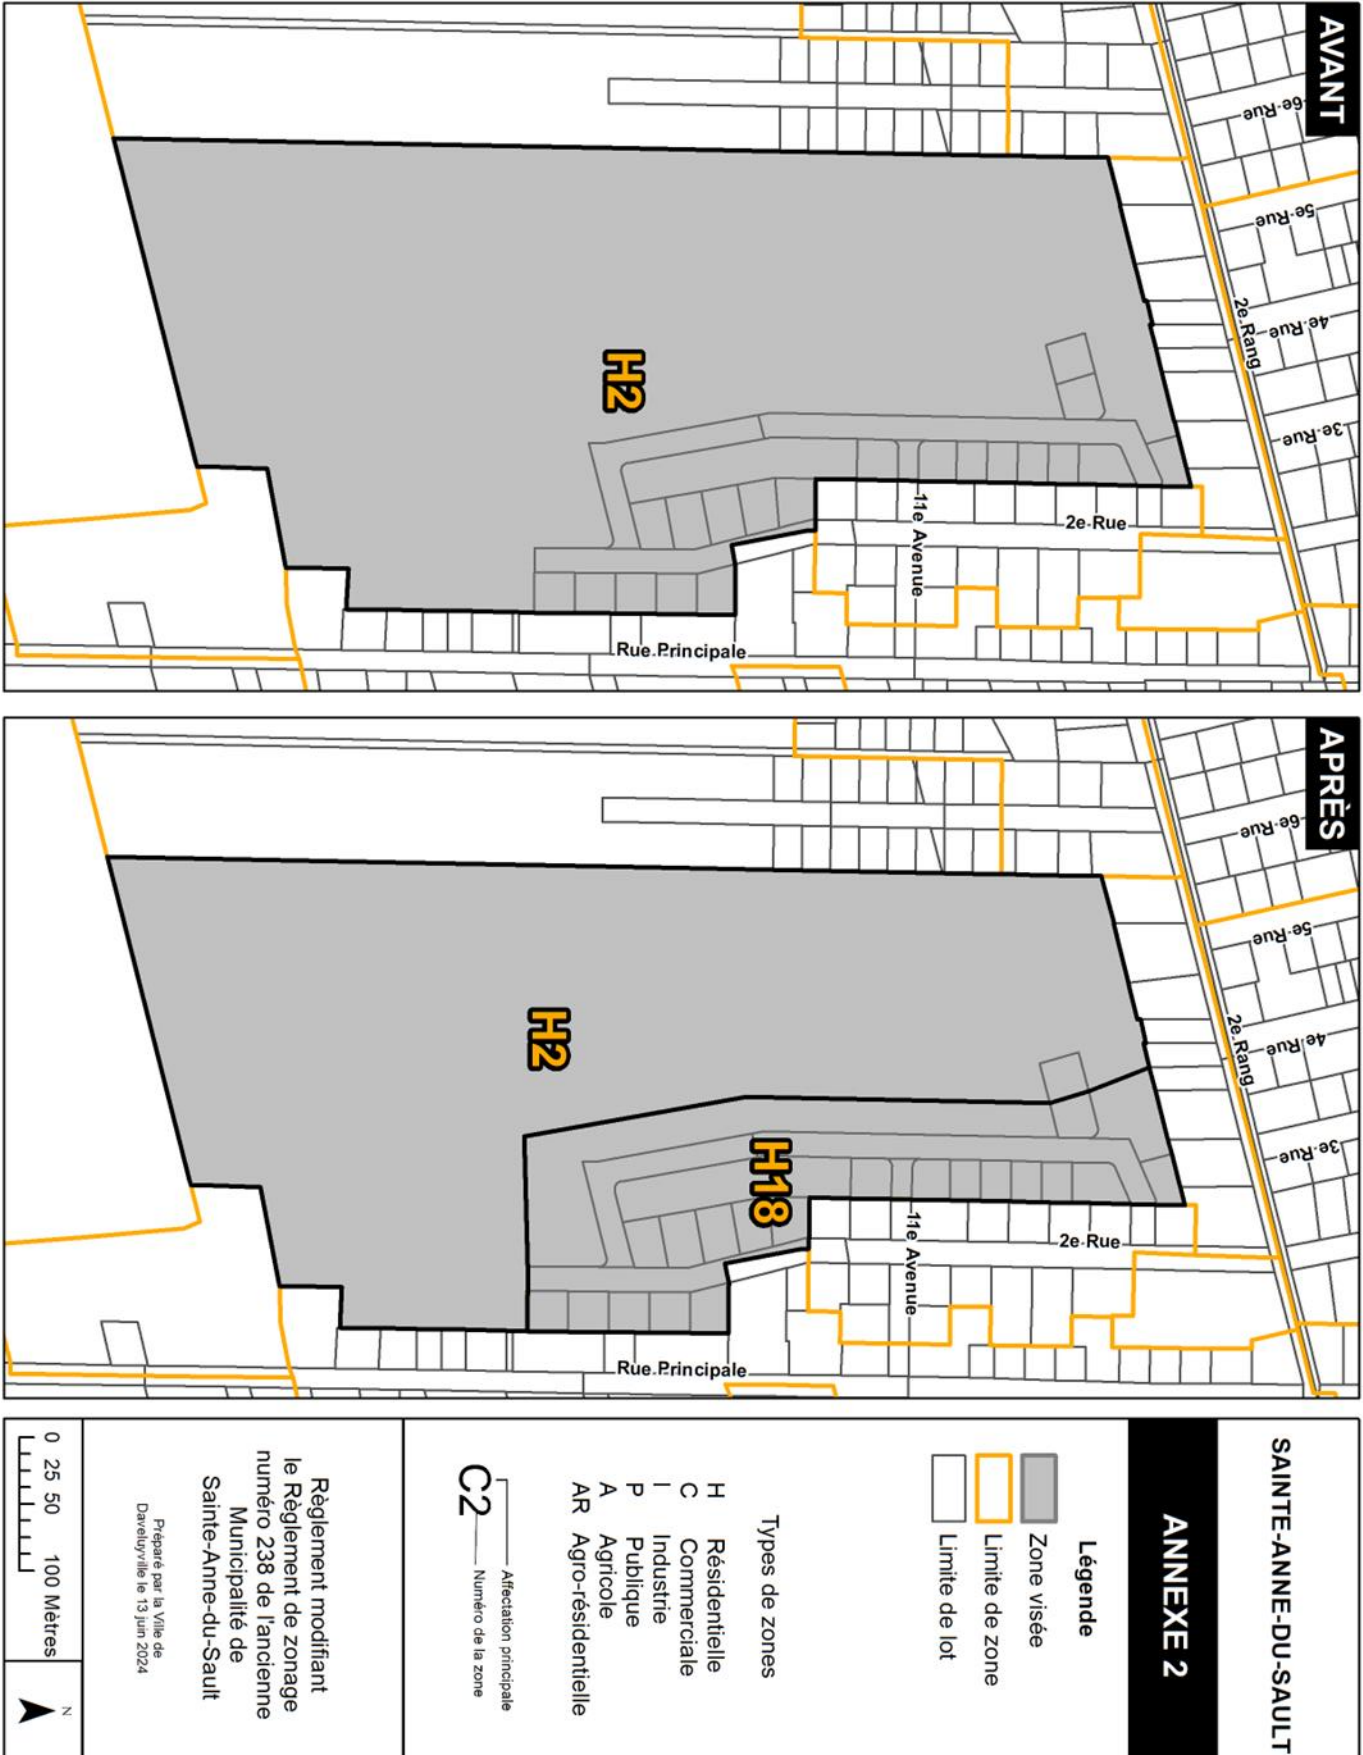 AVANT
6e Rue
5e Rue
4e Rue
3e Rue
2e Rang
H2
11e Avenue
2e Rue
Rue Principale
APRÈS
6e Rue
5e Rue
4e Rue
3e Rue
2e Rang
H2
H18
11e Avenue
2e Rue
Rue Principale
SAINTE-ANNE-DU-SAULT
ANNEXE 2
Légende
Zone visée
Limite de zone
Limite de lot
Types de zones
H Résidentielle
C Commerciale
I Industrie
P Publique
A Agricole
AR Agro-résidentielle
C2
Affectation principale
Numéro de la zone
Règlement modifiant
le Règlement de zonage
numéro 238 de l'ancienne
Municipalité de
Sainte-Anne-du-Sault
Préparé par la Ville de
Daveluyville le 13 juin 2024
0 25 50 100 Mètres
N